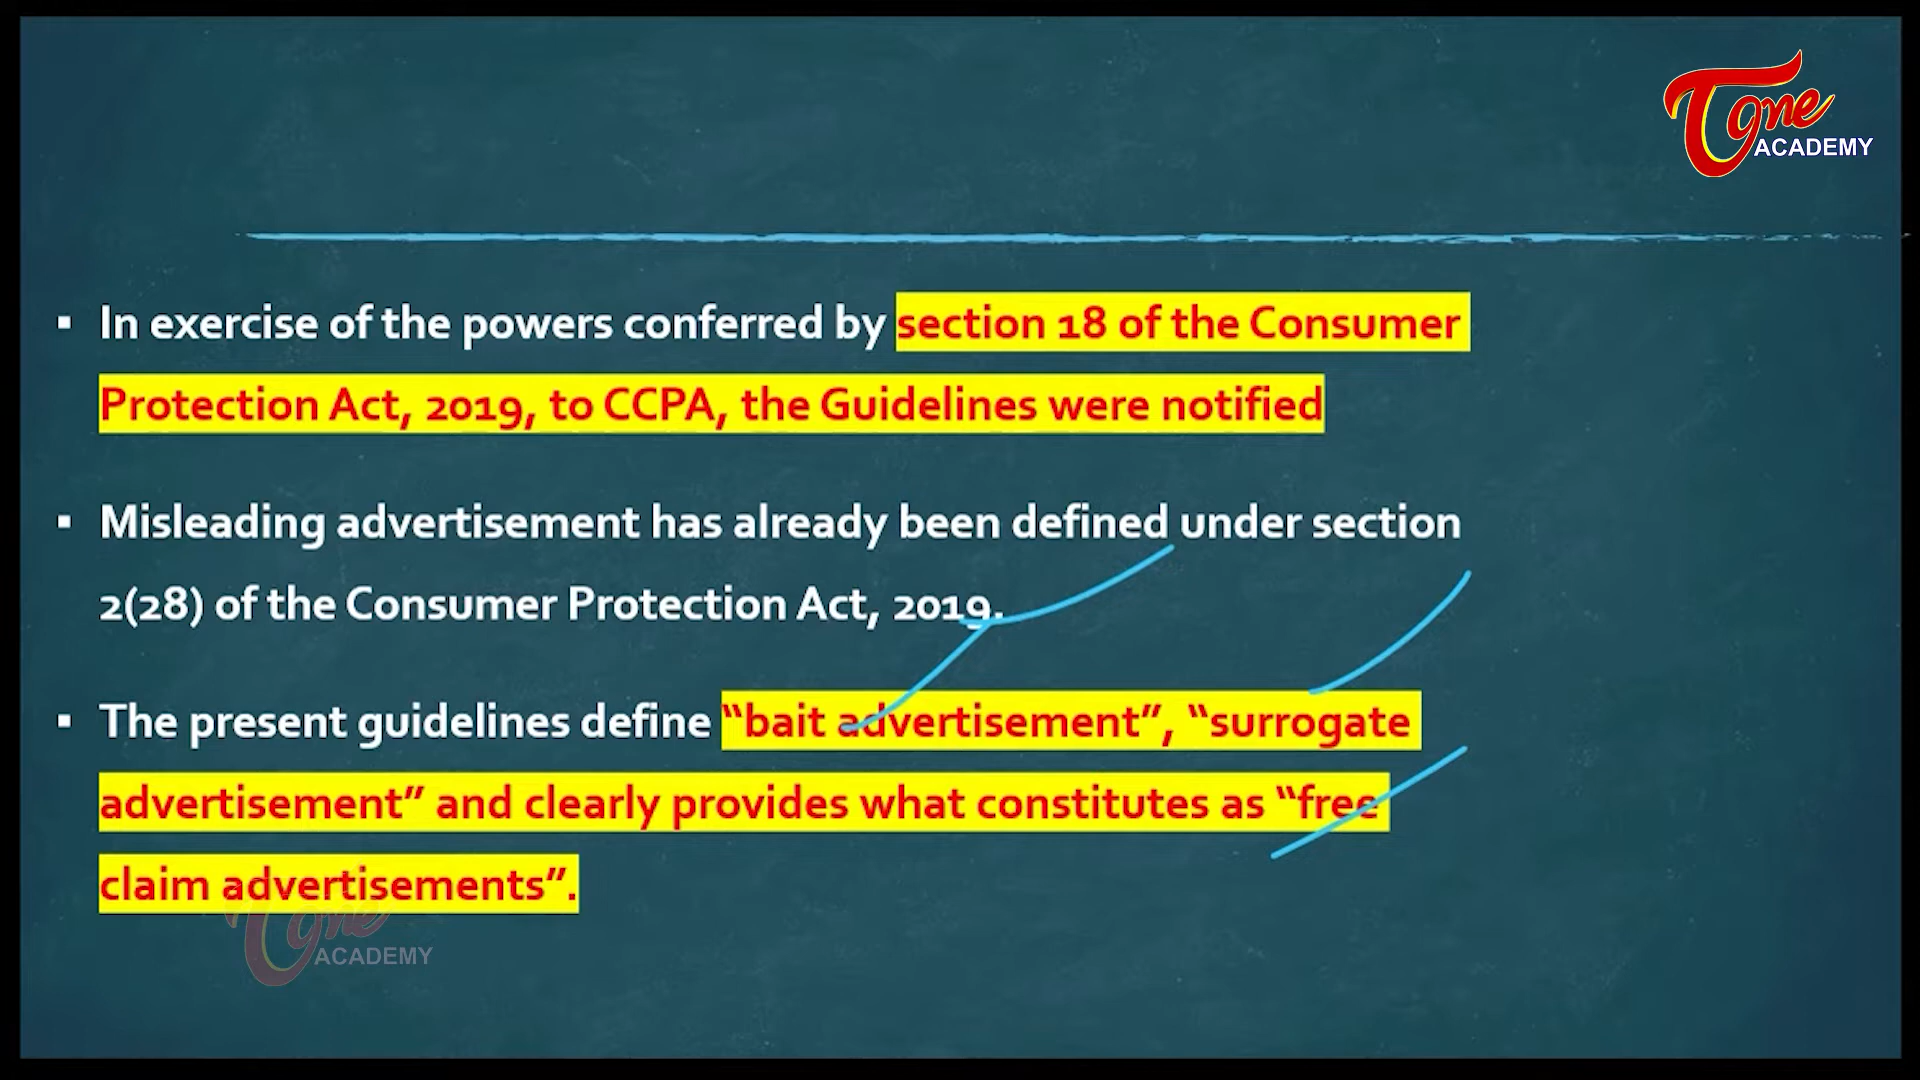 Tone
ACADEMY
▪ In exercise of the powers conferred by section 18 of the Consumer
Protection Act, 2019, to CCPA, the Guidelines were notified
▪ Misleading advertisement has already been defined under section
2(28) of the Consumer Protection Act, 2019.
▪ The present guidelines define “bait advertisement”, “surrogate
advertisement” and clearly provides what constitutes as “free
claim advertisements”.
Tone
ACADEMY